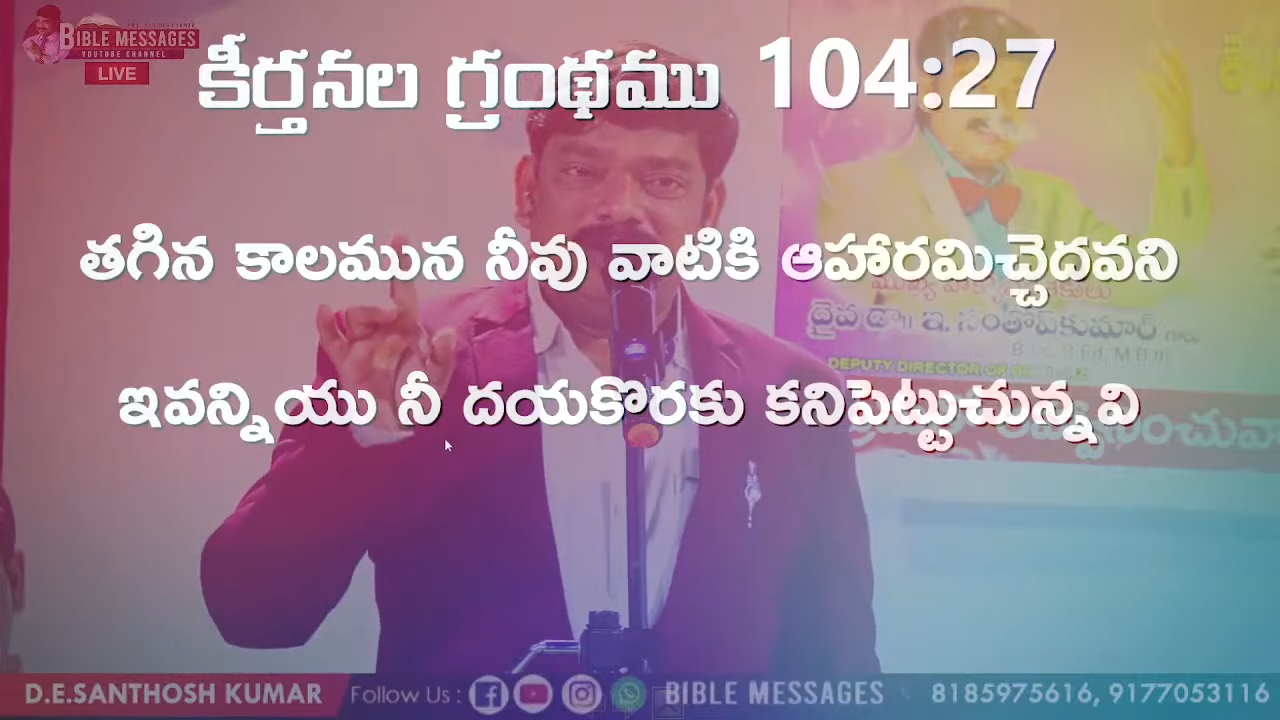 BIBLE MESSAGES
YOUTUBE CHANNEL
LIVE
కీర్తనల గ్రంథము 104:27
తగిన కాలమున నీవు వాటికి ఆహారమిచ్చెదవని
ఇవన్నియు నీ దయకొరకు కనిపెట్టుచున్నవి
దైవ డా|| ఇ. సంతోష్‌కుమార్ గారు
DEPUTY DIRECTOR OF
D.E.SANTHOSH KUMAR
Follow Us :
BIBLE MESSAGES
8185975616, 9177053116